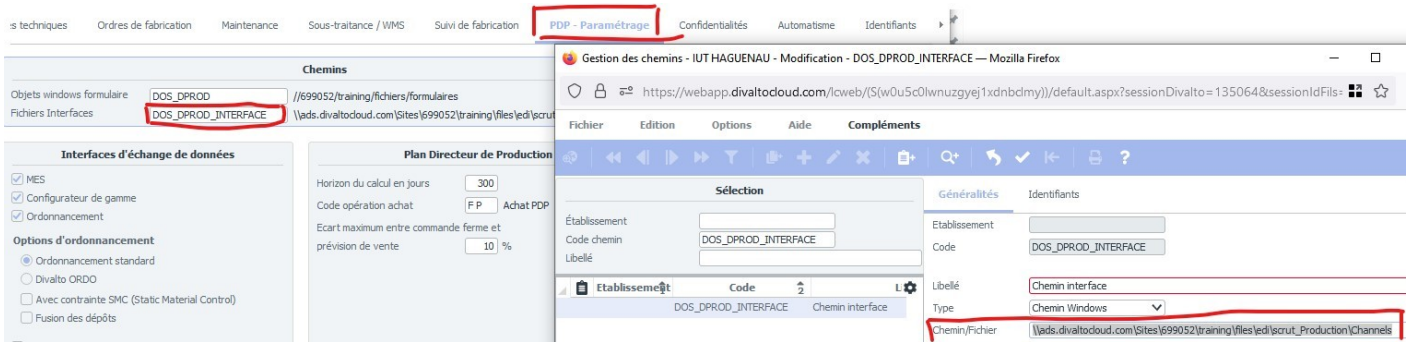 es techniques Ordres de fabrication Maintenance Sous-traitance / WMS Suivi de fabrication PDP - Paramétrage Confidentialités Automatisme Identifiants
Chemins
Objets windows formulaire DOS_DPROD //699052/training/fichiers/formulaires
Fichiers Interfaces DOS_DPROD_INTERFACE \\ads.divaltocloud.com\Sites\699052\training\files\edi\scrut
Interfaces d'échange de données
MES
Configurateur de gamme
Ordonnancement
Options d'ordonnancement
Ordonnancement standard
Divalto ORDO
Avec contrainte SMC (Static Material Control)
Fusion des dépôts
Plan Directeur de Production
Horizon du calcul en jours 300
Code opération achat F P Achat PDP
Ecart maximum entre commande ferme et
prévision de vente 10 %
Gestion des chemins - IUT HAGUENAU - Modification - DOS_DPROD_INTERFACE — Mozilla Firefox
https://webapp.divaltocloud.com/lcweb/(S(w0u5c0lwnuzgyej1xdnbclmy))/default.aspx?sessionDivalto=135064&sessionIdFils=
Fichier Edition Options Aide Compléments
Sélection
Établissement
Code chemin DOS_DPROD_INTERFACE
Libellé
Etablissement Code L
1 2
DOS_DPROD_INTERFACE Chemin interface
Généralités Identifiants
Etablissement
Code DOS_DPROD_INTERFACE
Libellé Chemin interface
Type Chemin Windows
Chemin/Fichier \\ads.divaltocloud.com\Sites\699052\training\files\edi\scrut_Production\Channels